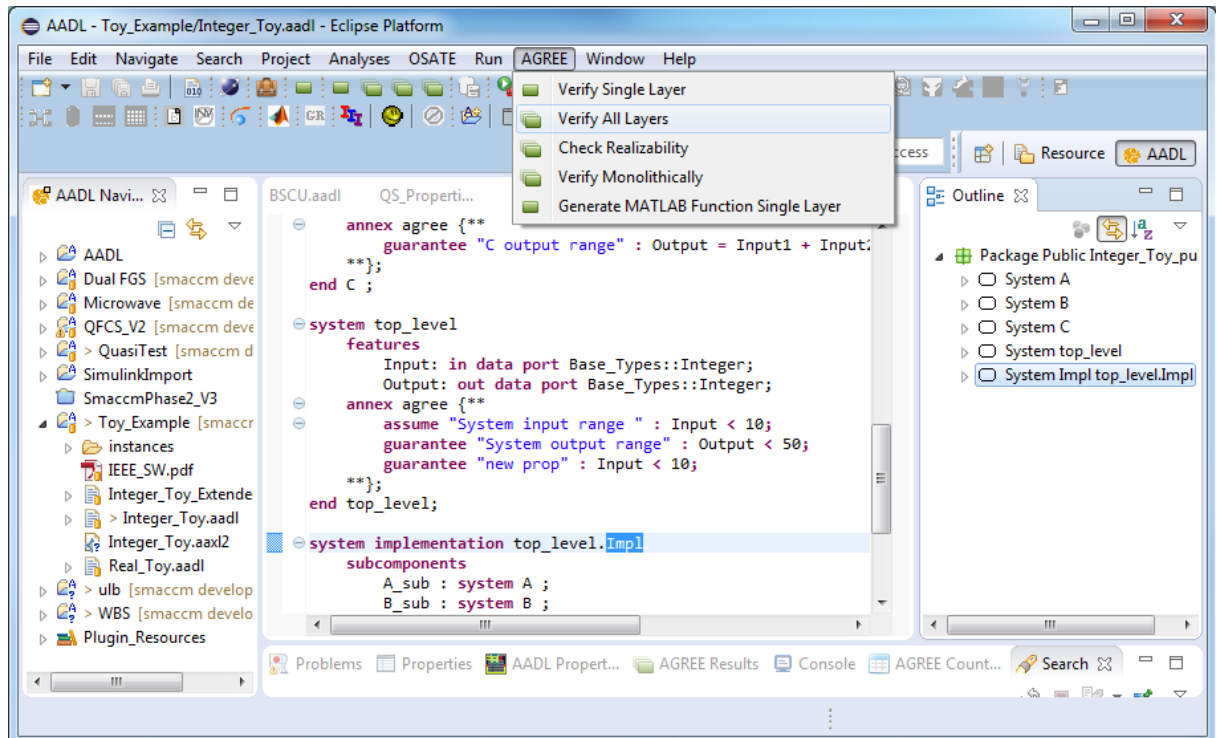 AADL - Toy_Example/Integer_Toy.aadl - Eclipse Platform
File Edit Navigate Search Project Analyses OSATE Run AGREE Window Help
Verify Single Layer
Verify All Layers
Check Realizability
Verify Monolithically
Generate MATLAB Function Single Layer
GR
Resource AADL
AADL Navi...
AADL
Dual FGS [smaccm deve
Microwave [smaccm de
QFCS_V2 [smaccm deve
> QuasiTest [smaccm d
SimulinkImport
SmaccmPhase2_V3
> Toy_Example [smaccr
instances
IEEE_SW.pdf
Integer_Toy_Extende
> Integer_Toy.aadl
Integer_Toy.aaxl2
Real_Toy.aadl
> ulb [smaccm develop
> WBS [smaccm develo
Plugin_Resources
BSCU.aadl QS_Properti...
annex agree {**
guarantee "C output range" : Output = Input1 + Input2
**};
end C ;
system top_level
features
Input: in data port Base_Types::Integer;
Output: out data port Base_Types::Integer;
annex agree {**
assume "System input range " : Input < 10;
guarantee "System output range" : Output < 50;
guarantee "new prop" : Input < 10;
**};
end top_level;
system implementation top_level.Impl
subcomponents
A_sub : system A ;
B_sub : system B ;
Outline
Package Public Integer_Toy_pu
System A
System B
System C
System top_level
System Impl top_level.Impl
Problems Properties AADL Propert... AGREE Results Console AGREE Count... Search